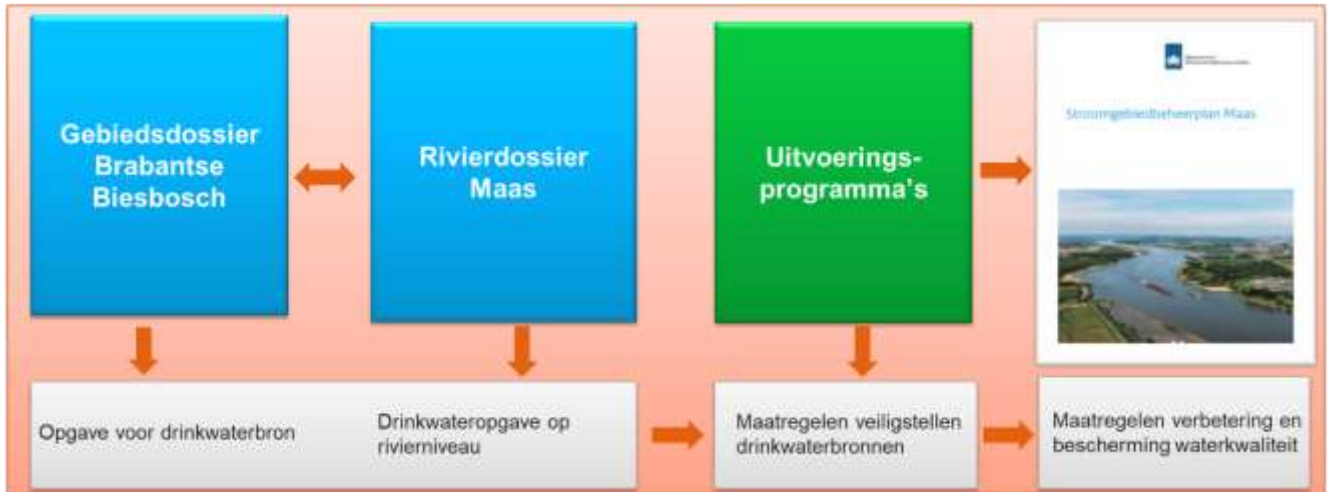 Gebiedsdossier
Brabantse
Biesbosch
Rivierdossier
Maas
Uitvoerings-
programma's
Stroomgebiedbeheerplan Maas
Opgave voor drinkwaterbron
Drinkwateropgave op
rivierniveau
Maatregelen veiligstellen
drinkwaterbronnen
Maatregelen verbetering en
bescherming waterkwaliteit